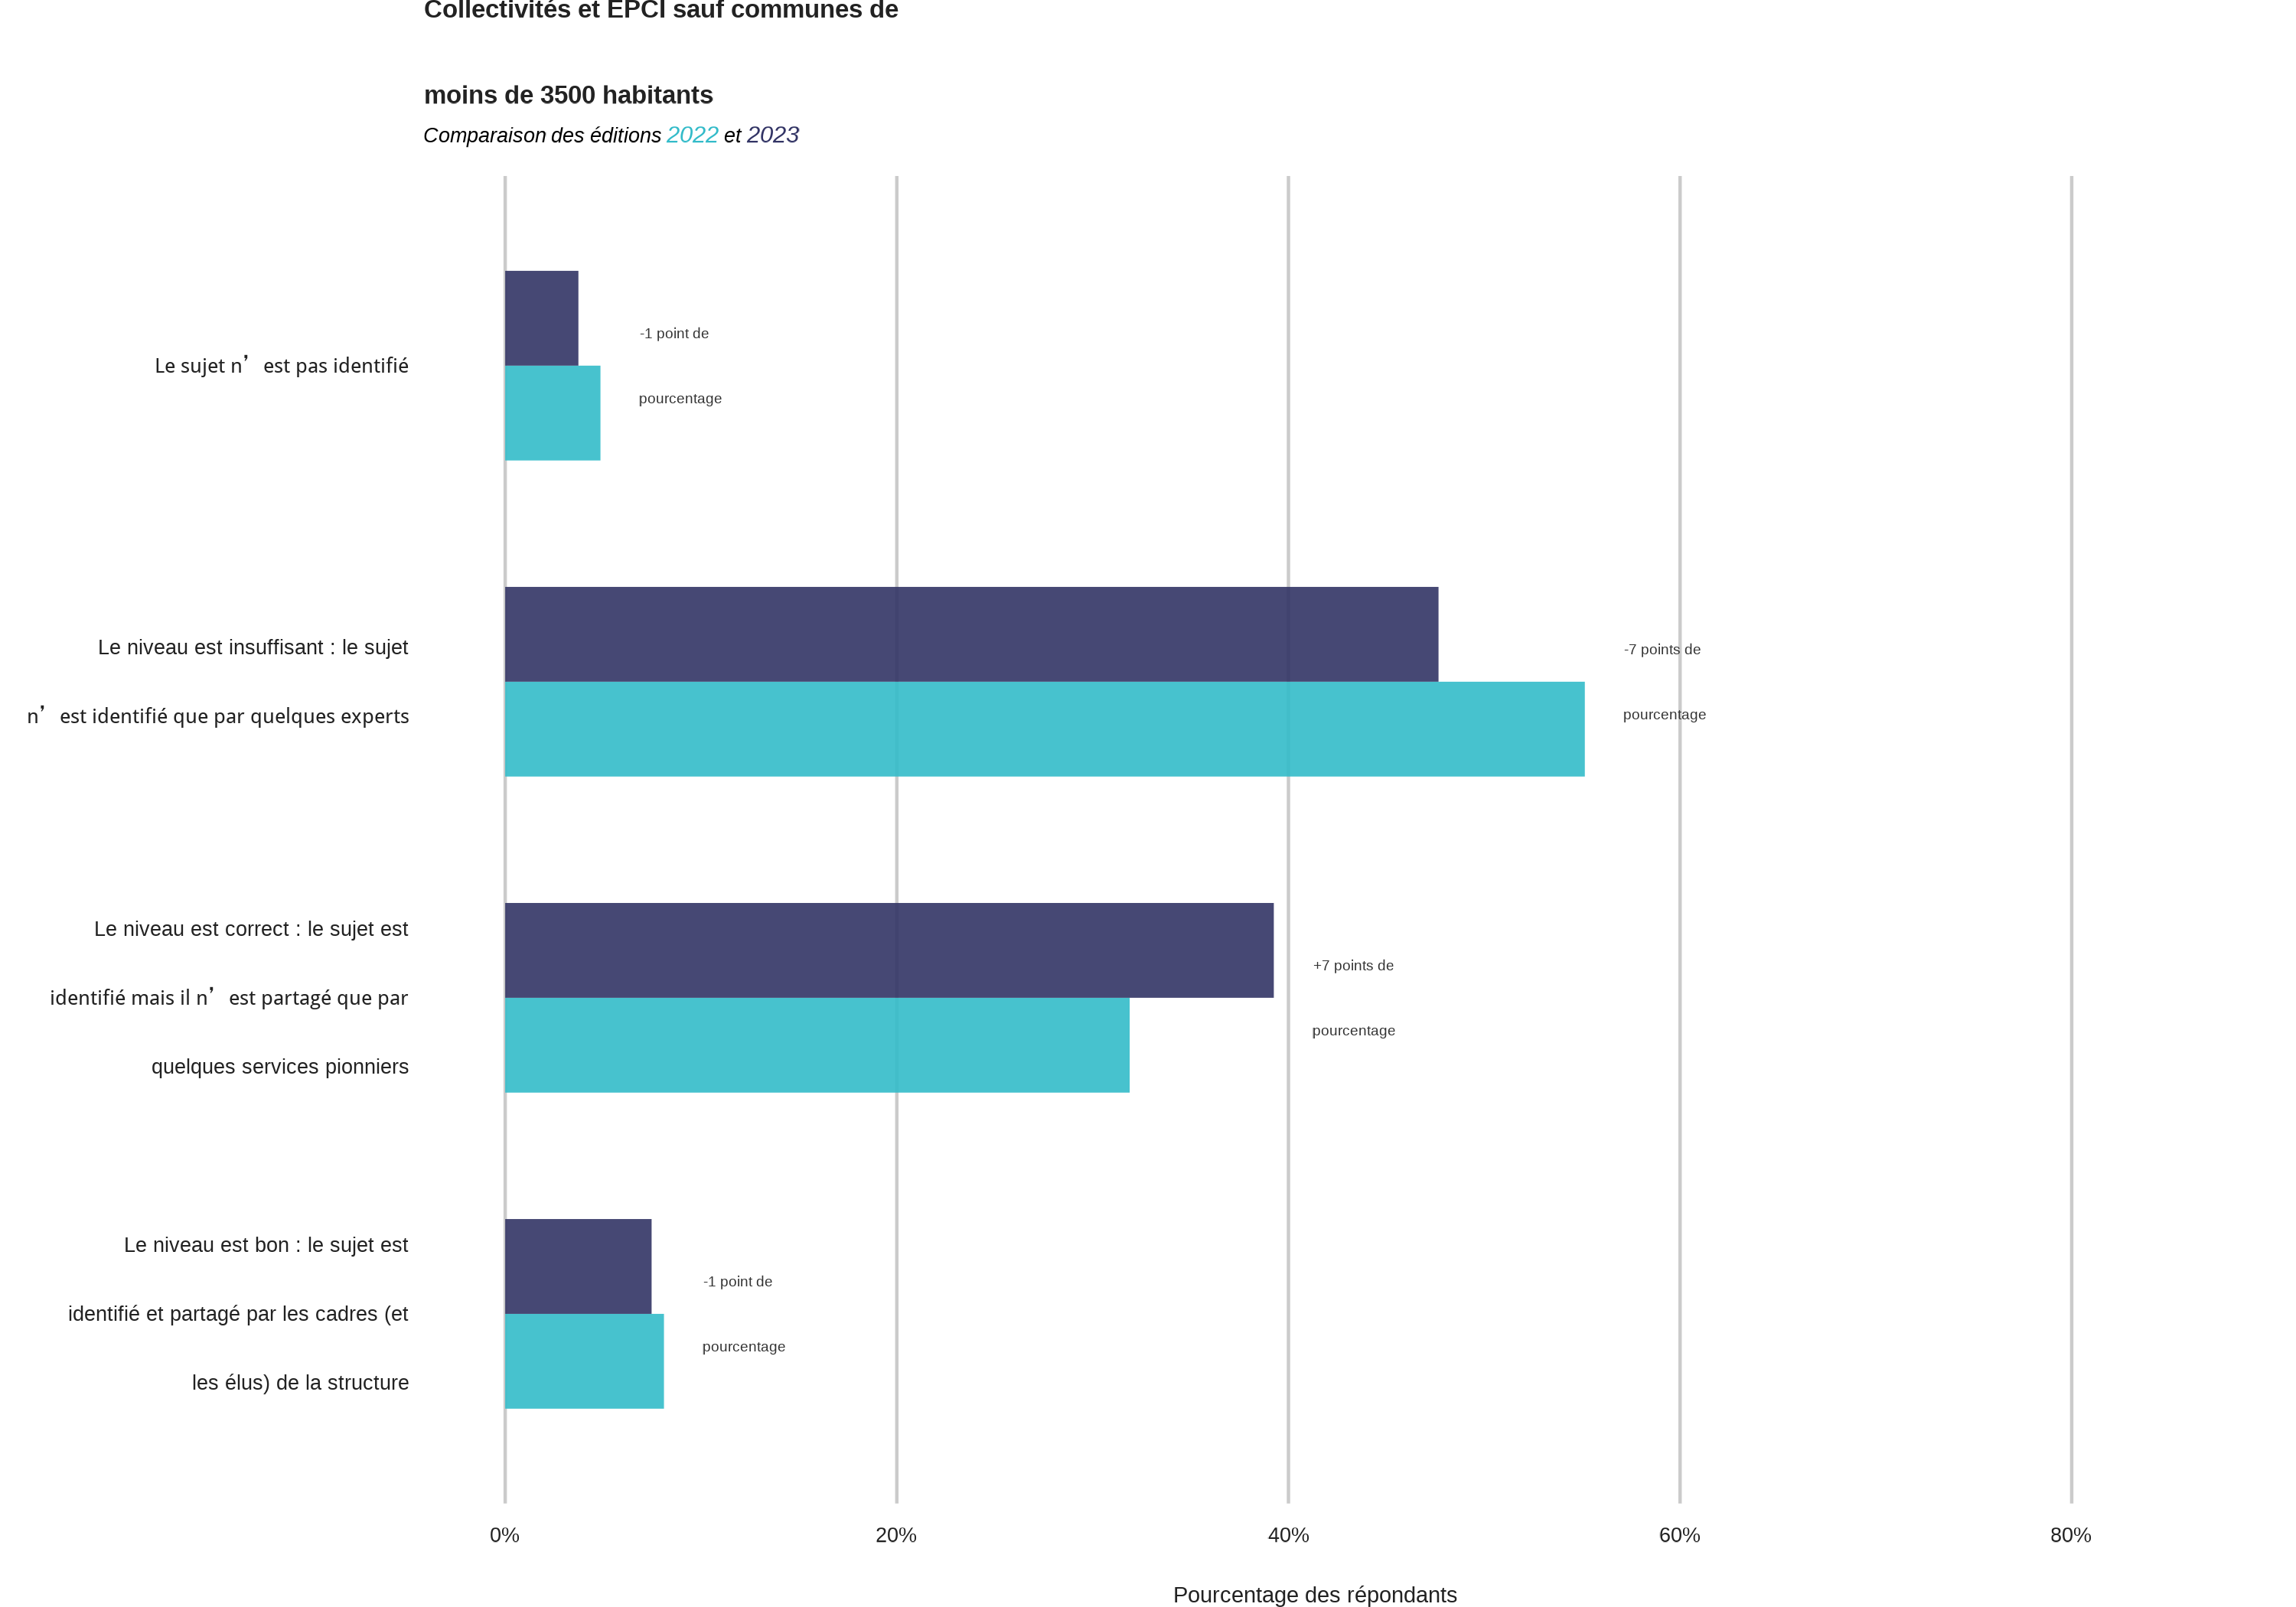 Collectivités et EPCI sauf communes de
moins de 3500 habitants
Comparaison des éditions 2022 et 2023
Le sujet n’est pas identifié
-1 point de
pourcentage
Le niveau est insuffisant : le sujet
n’est identifié que par quelques experts
-7 points de
pourcentage
Le niveau est correct : le sujet est
identifié mais il n’est partagé que par
quelques services pionniers
+7 points de
pourcentage
Le niveau est bon : le sujet est
identifié et partagé par les cadres (et
les élus) de la structure
-1 point de
pourcentage
0% 20% 40% 60% 80%
Pourcentage des répondants